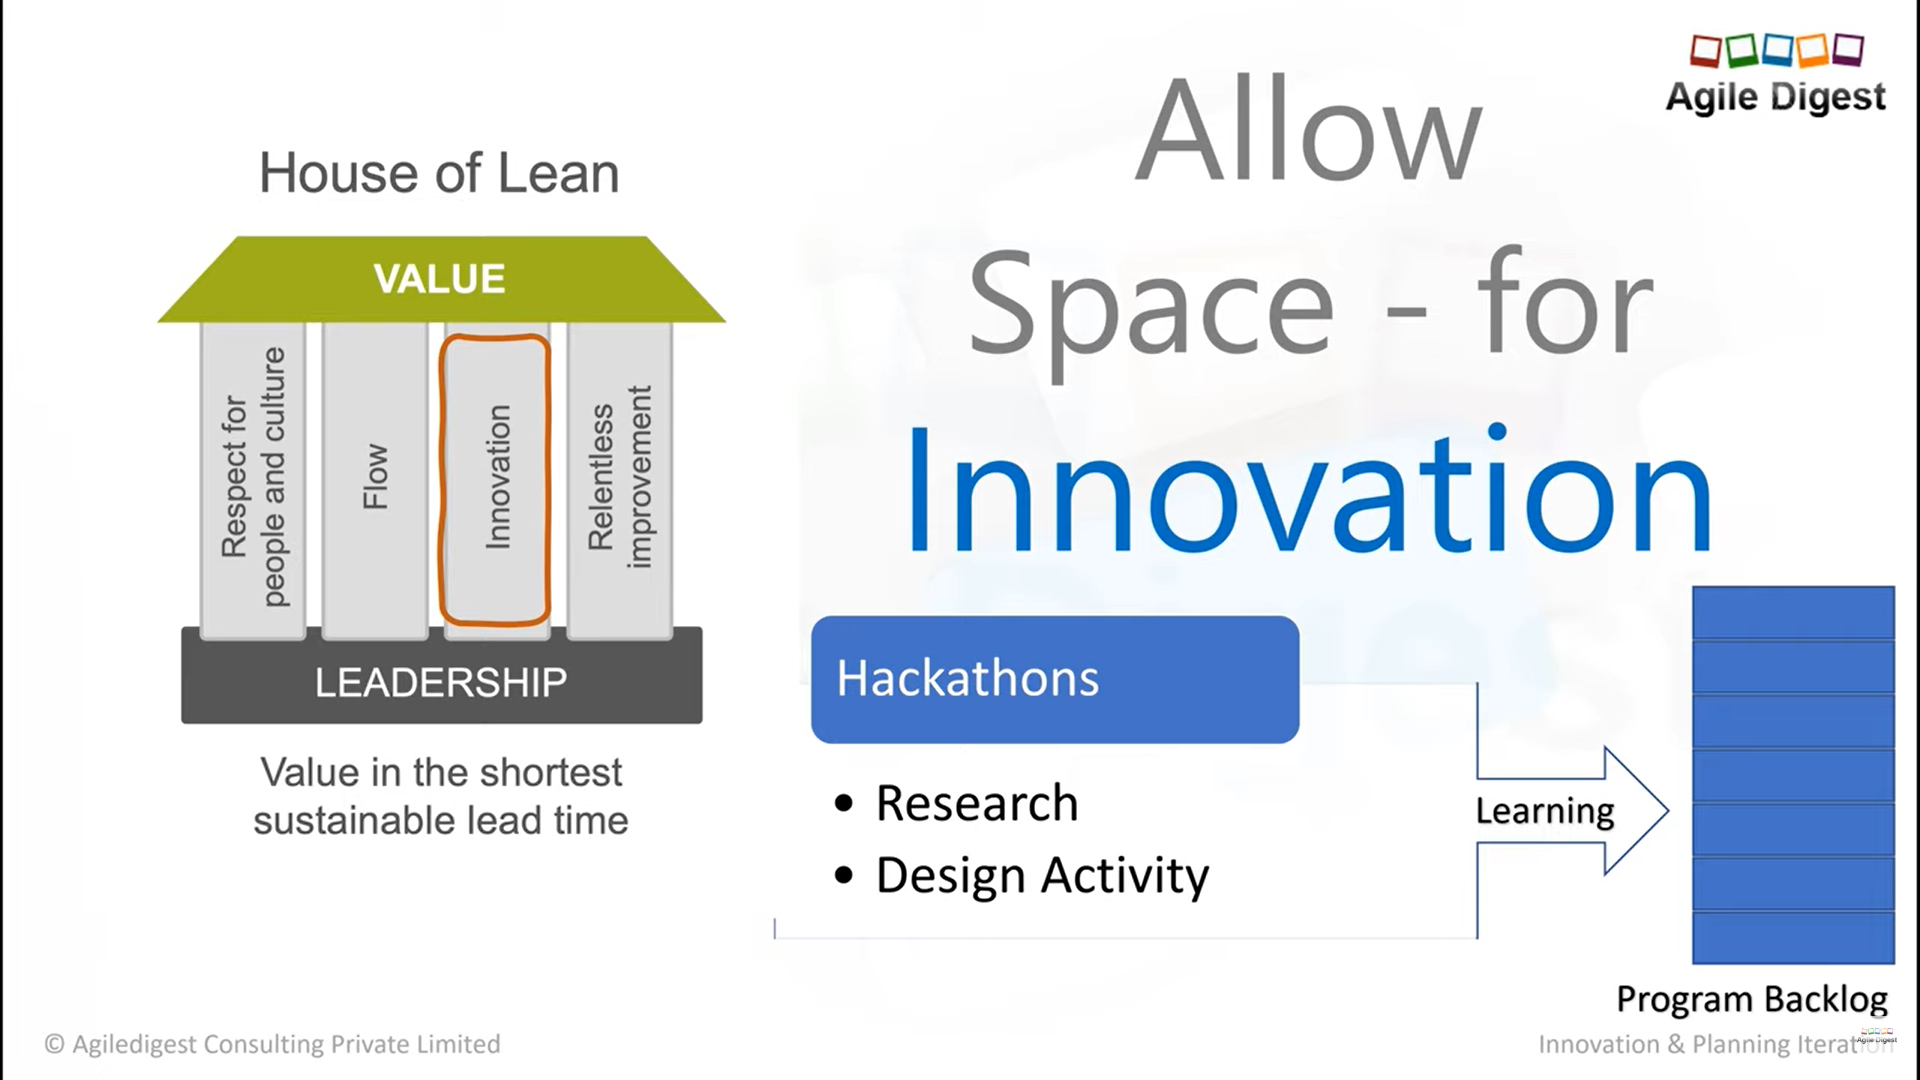 Agile Digest
Allow
Space - for
Innovation
House of Lean
VALUE
Respect for
people and culture
Flow
Innovation
Relentless
improvement
LEADERSHIP
Value in the shortest
sustainable lead time
Hackathons
• Research
• Design Activity
Learning
Program Backlog
© Agiledigest Consulting Private Limited
Innovation & Planning Iteration
Agile Digest